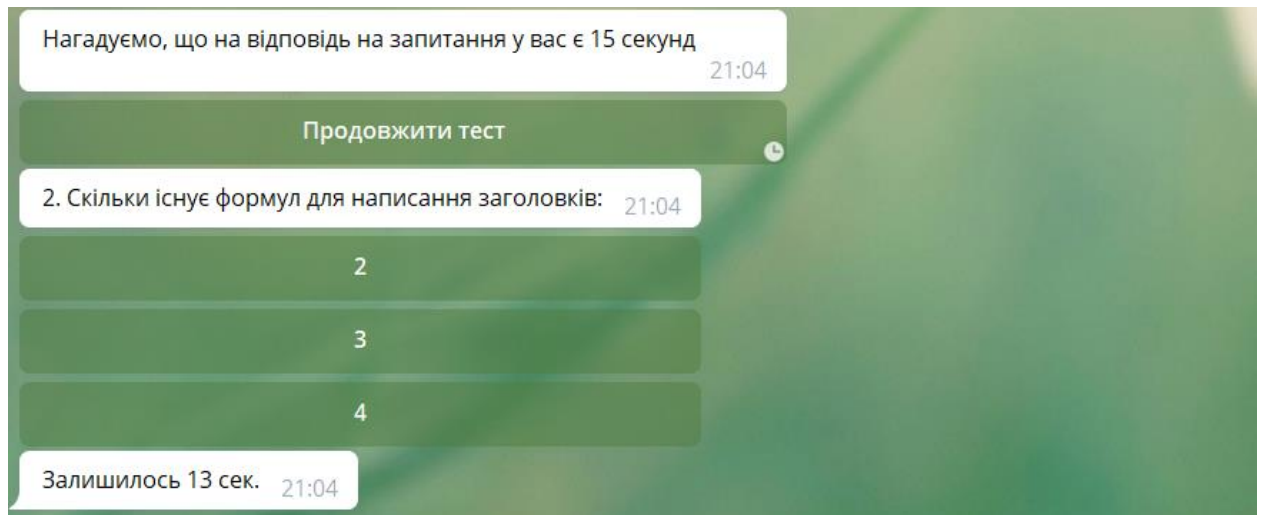 Нагадуємо, що на відповідь на запитання у вас є 15 секунд
21:04
Продовжити тест
2. Скільки існує формул для написання заголовків: 21:04
2
3
4
Залишилось 13 сек. 21:04